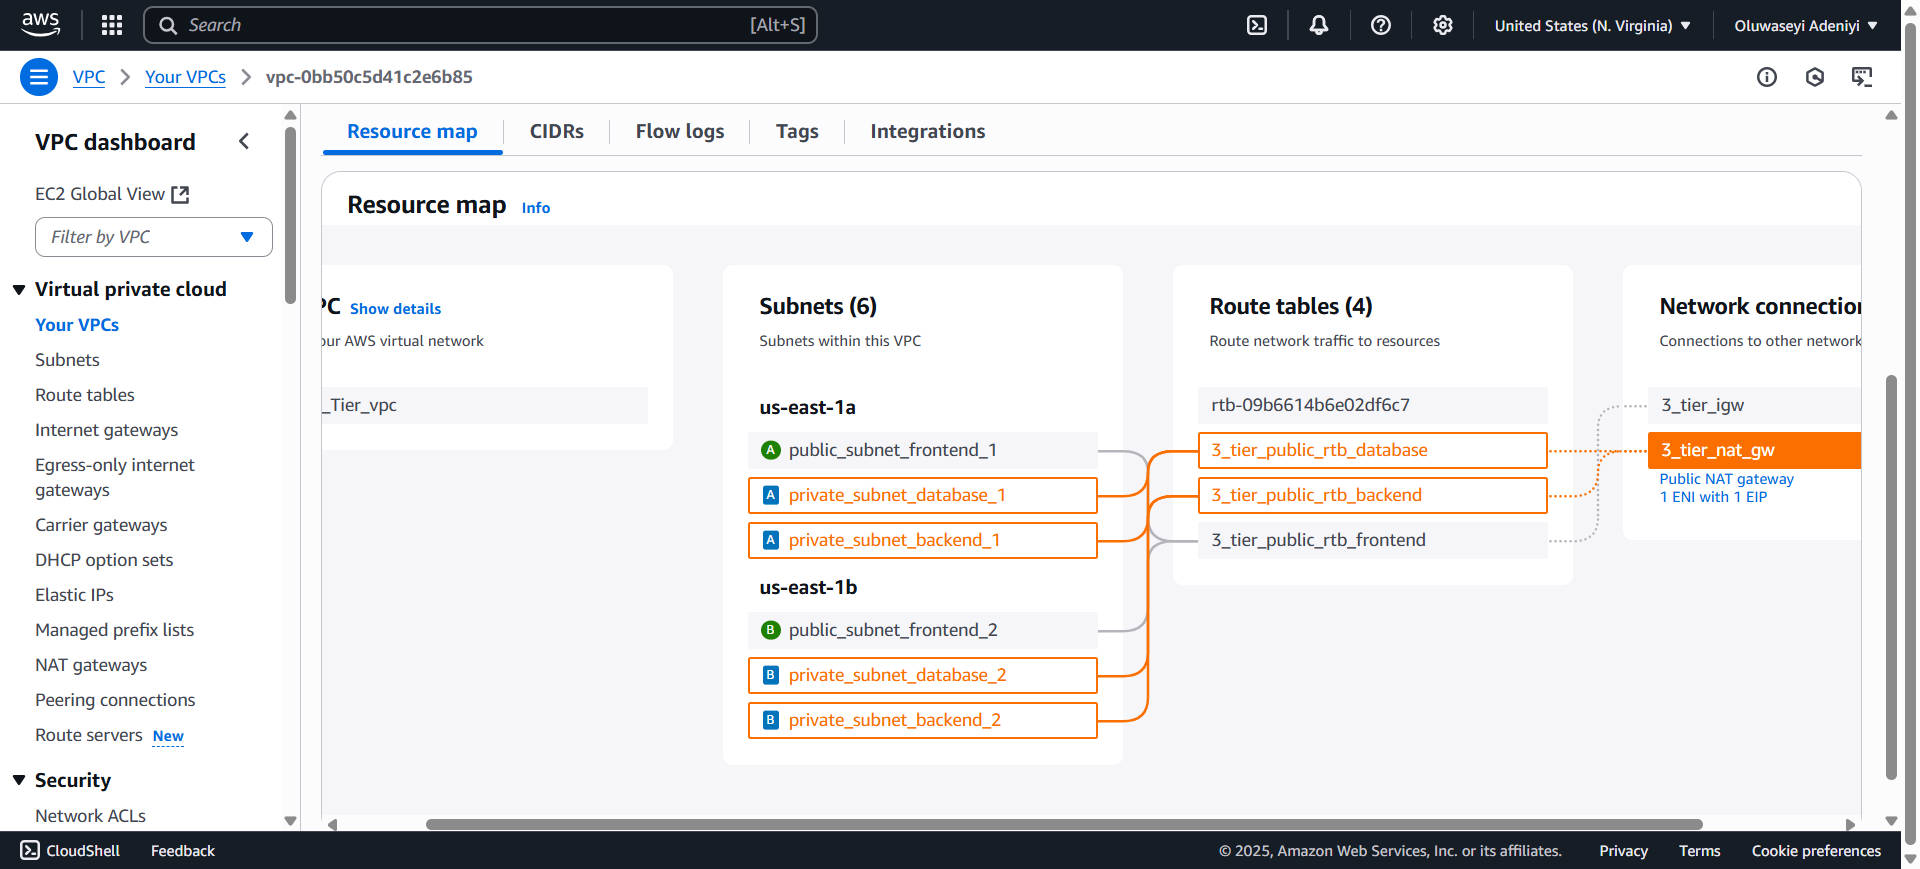 aws
Search [Alt+S]
United States (N. Virginia)
Oluwaseyi Adeniyi
VPC
Your VPCs
vpc-0bb50c5d41c2e6b85
VPC dashboard
EC2 Global View
Filter by VPC
Virtual private cloud
Your VPCs
Subnets
Route tables
Internet gateways
Egress-only internet
gateways
Carrier gateways
DHCP option sets
Elastic IPs
Managed prefix lists
NAT gateways
Peering connections
Route servers New
Security
Network ACLs
Resource map
CIDRs
Flow logs
Tags
Integrations
Resource map Info
PC Show details
our AWS virtual network
_Tier_vpc
Subnets (6)
Subnets within this VPC
us-east-1a
A public_subnet_frontend_1
A private_subnet_database_1
A private_subnet_backend_1
us-east-1b
B public_subnet_frontend_2
B private_subnet_database_2
B private_subnet_backend_2
Route tables (4)
Route network traffic to resources
rtb-09b6614b6e02df6c7
3_tier_public_rtb_database
3_tier_public_rtb_backend
3_tier_public_rtb_frontend
Network connection
Connections to other network
3_tier_igw
3_tier_nat_gw
Public NAT gateway
1 ENI with 1 EIP
CloudShell
Feedback
© 2025, Amazon Web Services, Inc. or its affiliates.
Privacy
Terms
Cookie preferences